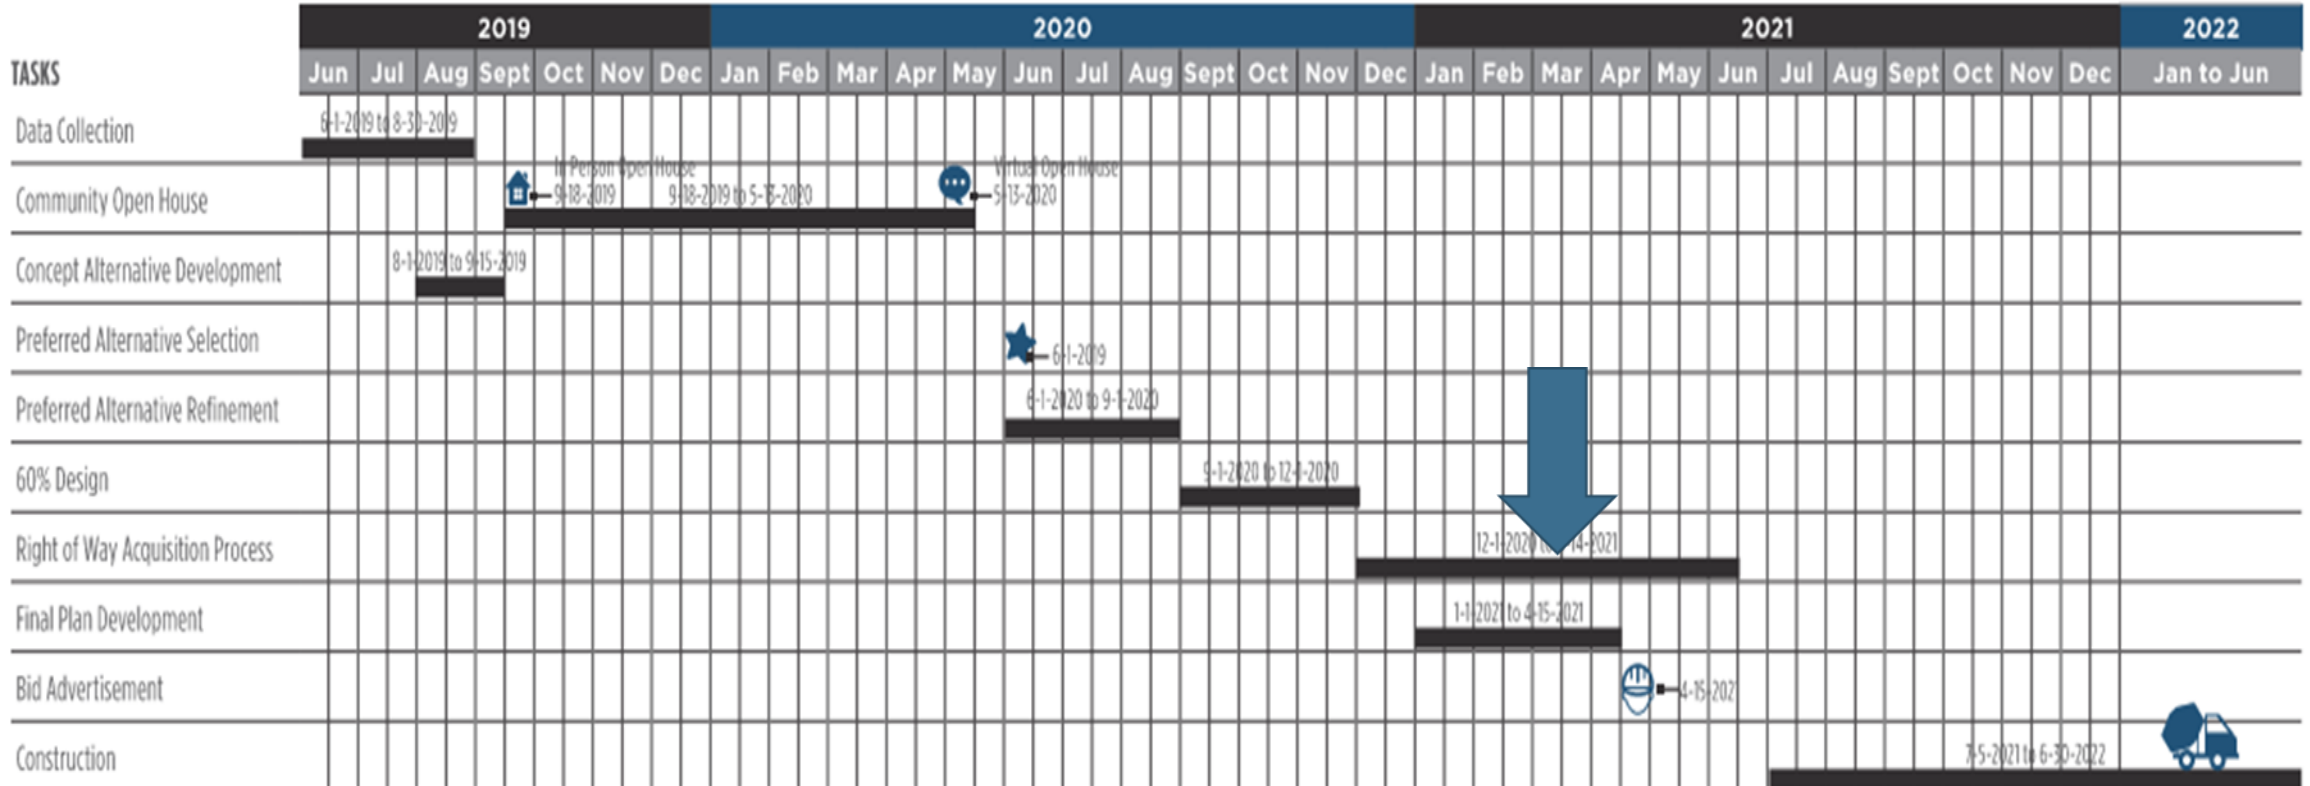 2019 2020 2021 2022
TASKS Jun Jul Aug Sept Oct Nov Dec Jan Feb Mar Apr May Jun Jul Aug Sept Oct Nov Dec Jan Feb Mar Apr May Jun Jul Aug Sept Oct Nov Dec Jan to Jun
Data Collection 6-1-2019 to 8-30-2019
In Person Open House Virtual Open House
Community Open House 9-18-2019 9-18-2019 to 5-13-2020 5-13-2020
Concept Alternative Development 8-1-2019 to 9-15-2019
Preferred Alternative Selection 6-1-2019
Preferred Alternative Refinement 6-1-2020 to 9-1-2020
60% Design 9-1-2020 to 12-1-2020
Right of Way Acquisition Process 12-1-2020
Final Plan Development 1-1-2021 to 4-15-2021
Bid Advertisement 4-15-2021
Construction 7-5-2021 to 6-30-2022